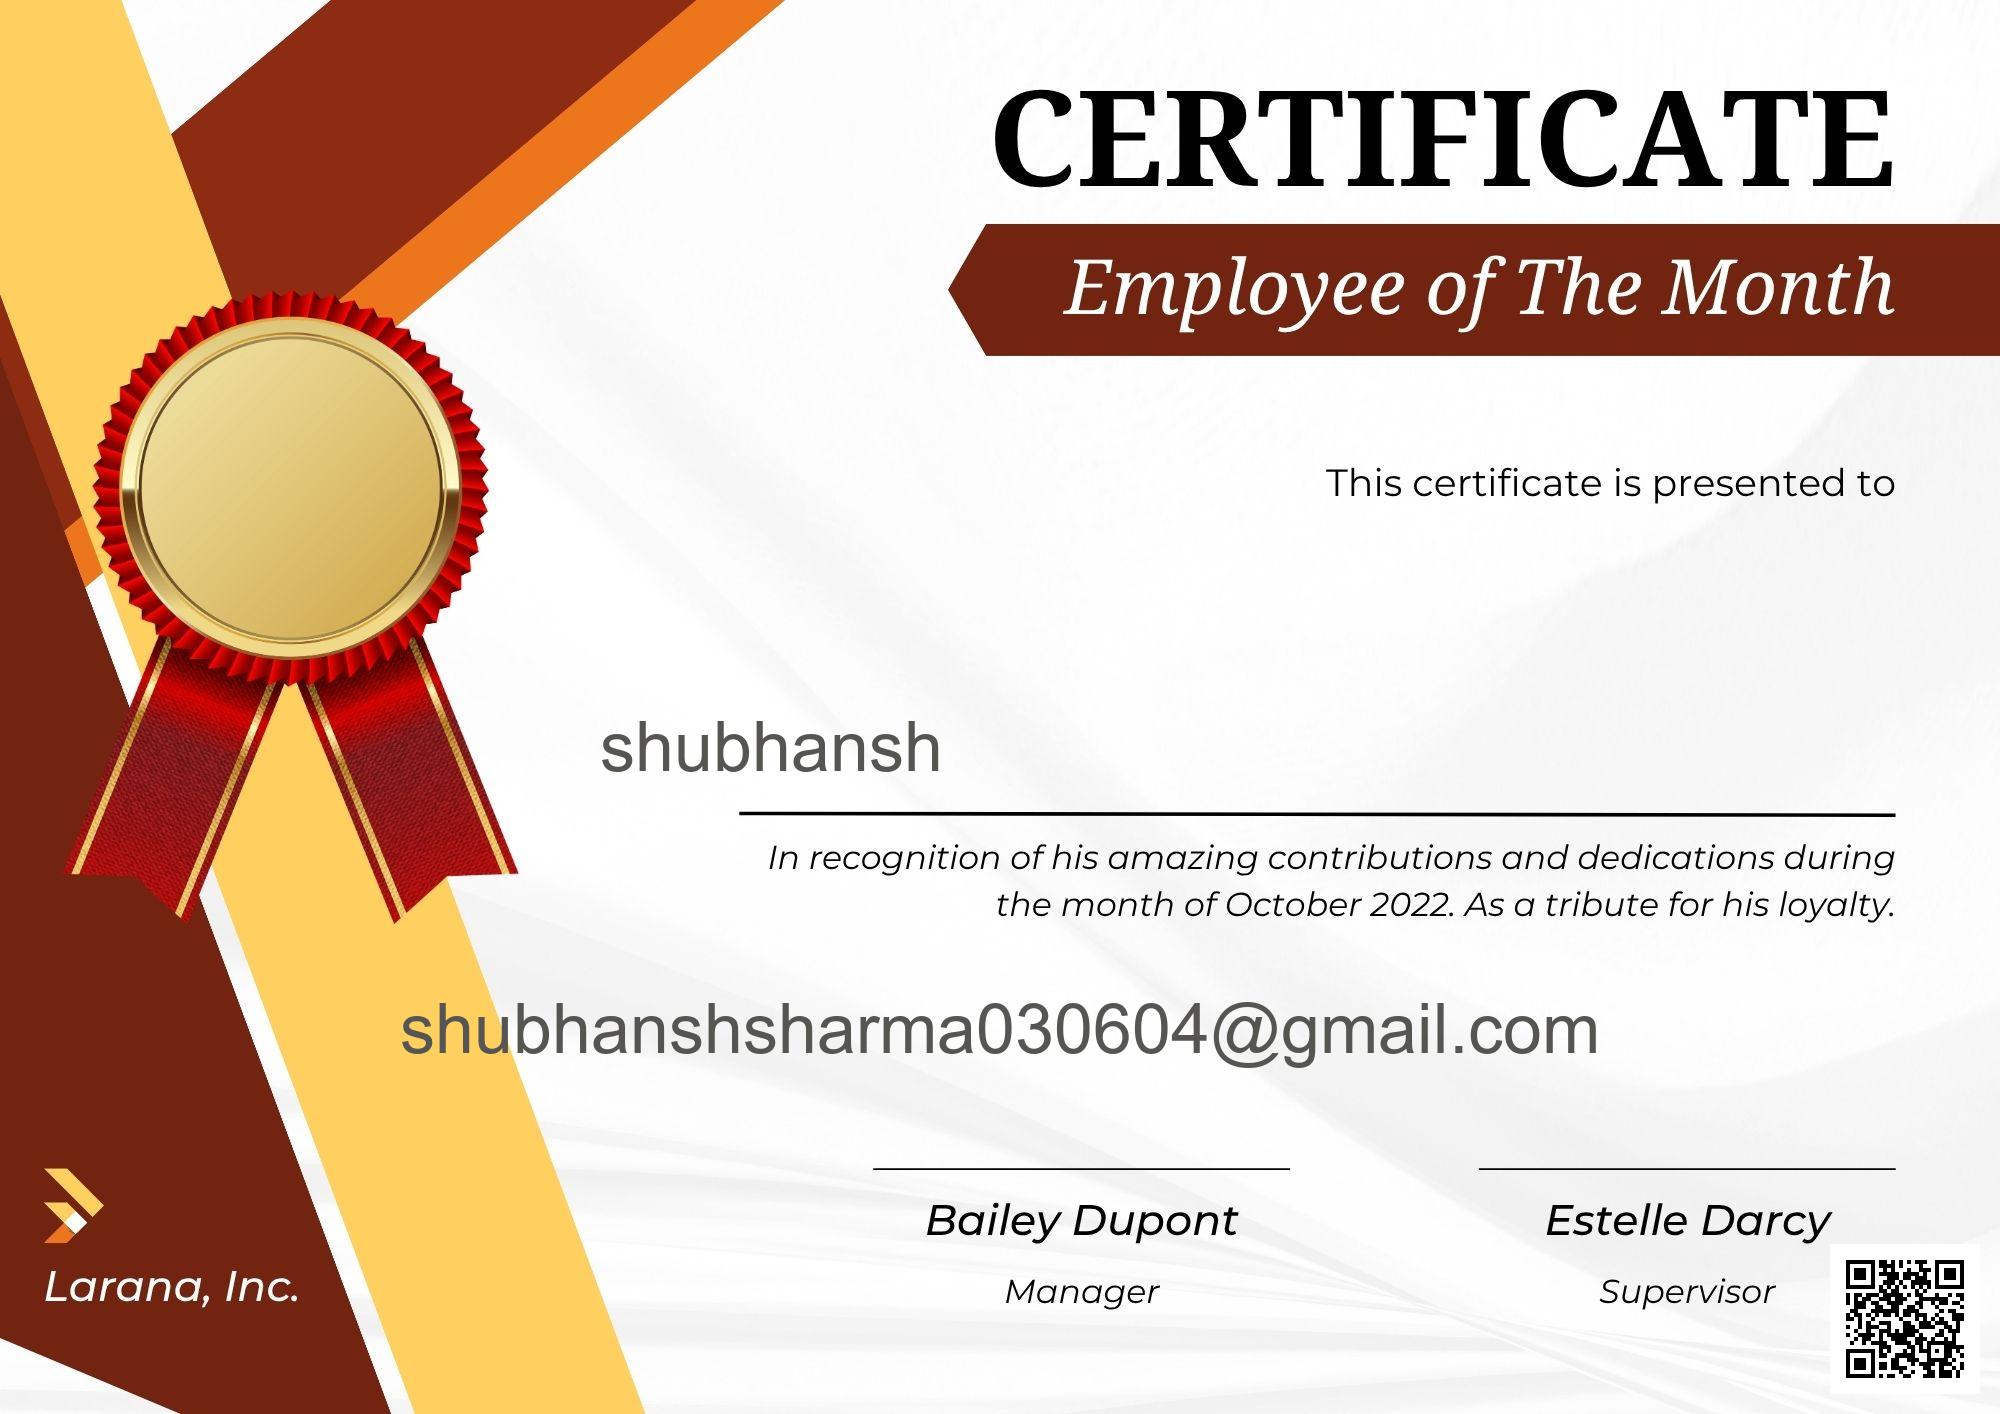 CERTIFICATE
Employee of The Month
This certificate is presented to
shubhansh
In recognition of his amazing contributions and dedications during
the month of October 2022. As a tribute for his loyalty.
shubhanshsharma030604@gmail.com
Bailey Dupont
Manager
Estelle Darcy
Supervisor
Larana, Inc.